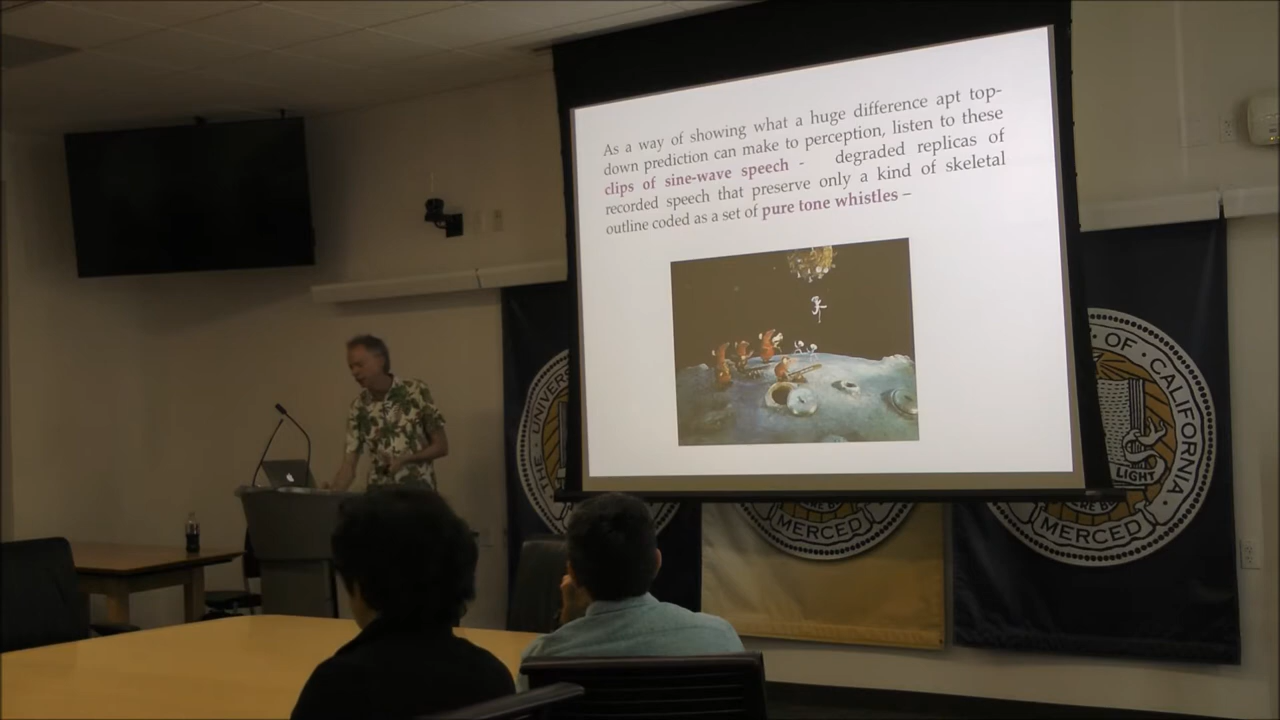 As a way of showing what a huge difference apt top-
down prediction can make to perception, listen to these
clips of sine-wave speech - degraded replicas of
recorded speech that preserve only a kind of skeletal
outline coded as a set of pure tone whistles –
THE · UNIVERS
MERCED
OF · CALIFORNIA
LIGHT
MERCED